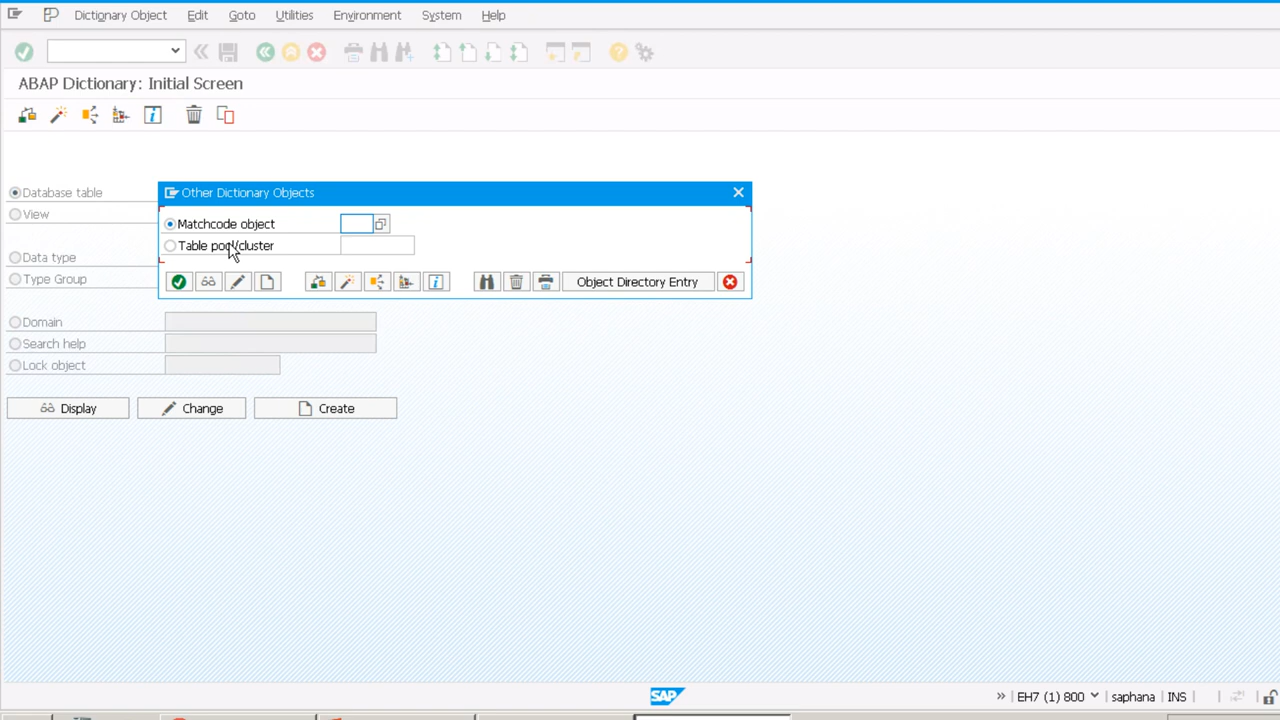 Dictionary Object Edit Goto Utilities Environment System Help
ABAP Dictionary: Initial Screen
Database table
View
Data type
Type Group
Domain
Search help
Lock object
Display Change Create
Other Dictionary Objects
Matchcode object
Table pool/cluster
Object Directory Entry
SAP
EH7 (1) 800 saphana INS